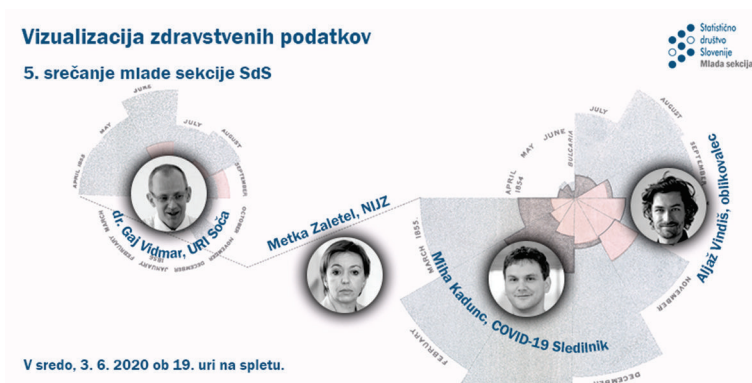 Vizualizacija zdravstvenih podatkov
5. srečanje mlade sekcije SdS
Statistično
društvo
Slovenije
Mlada sekcija
JUNE
MAY
JULY
AUGUST
APRIL 1855
SEPTEMBER
OCTOBER
NOVEMBER
DECEMBER
1856
JANUARY
FEBRUARY
MARCH
dr. Gaj Vidmar, URI Soča
Metka Zaletel, NIJZ
APRIL
1854
MAY
JUNE
BULGARIA
JULY
AUGUST
SEPTEMBER
NOVEMBER
DECEMBER
FEBRUARY
MARCH 1855.
Miha Kadunc, COVID-19 Sledilnik
Aljaž Vindiš, oblikovalec
V sredo, 3. 6. 2020 ob 19. uri na spletu.